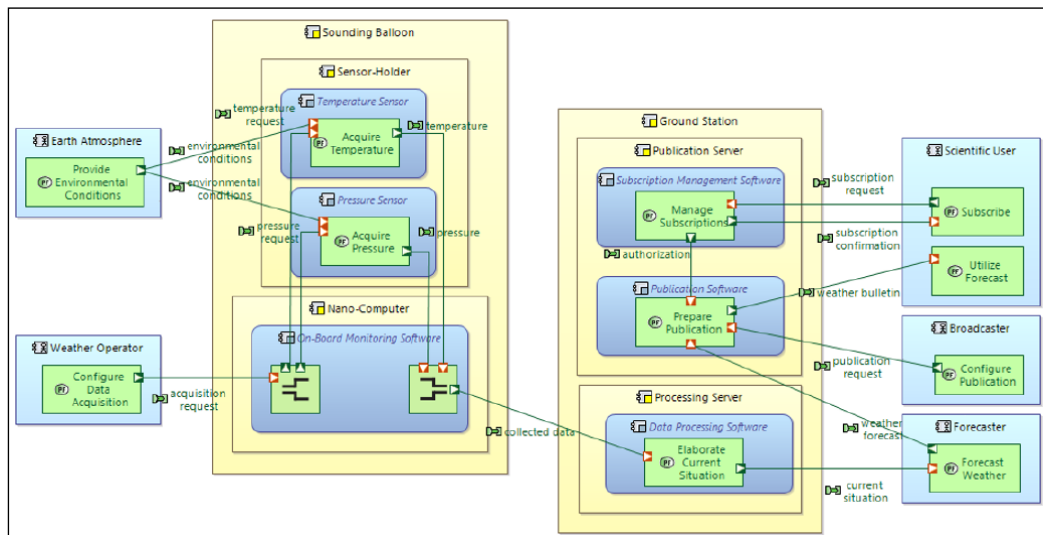 Sounding Balloon
Sensor-Holder
Temperature Sensor
temperature
request
temperature
Acquire
Temperature
Earth Atmosphere
Provide
Environmental
Conditions
environmental
conditions
environmental
conditions
Pressure Sensor
pressure
request
Acquire
Pressure
pressure
Nano-Computer
On-Board Monitoring Software
Weather Operator
Configure
Data
Acquisition
acquisition
request
collected data
Ground Station
Publication Server
Subscription Management Software
Manage
Subscriptions
authorization
Publication Software
Prepare
Publication
Processing Server
Data Processing Software
Elaborate
Current
Situation
subscription
request
subscription
confirmation
weather bulletin
publication
request
weather
forecast
current
situation
Scientific User
Subscribe
Utilize
Forecast
Broadcaster
Configure
Publication
Forecaster
Forecast
Weather